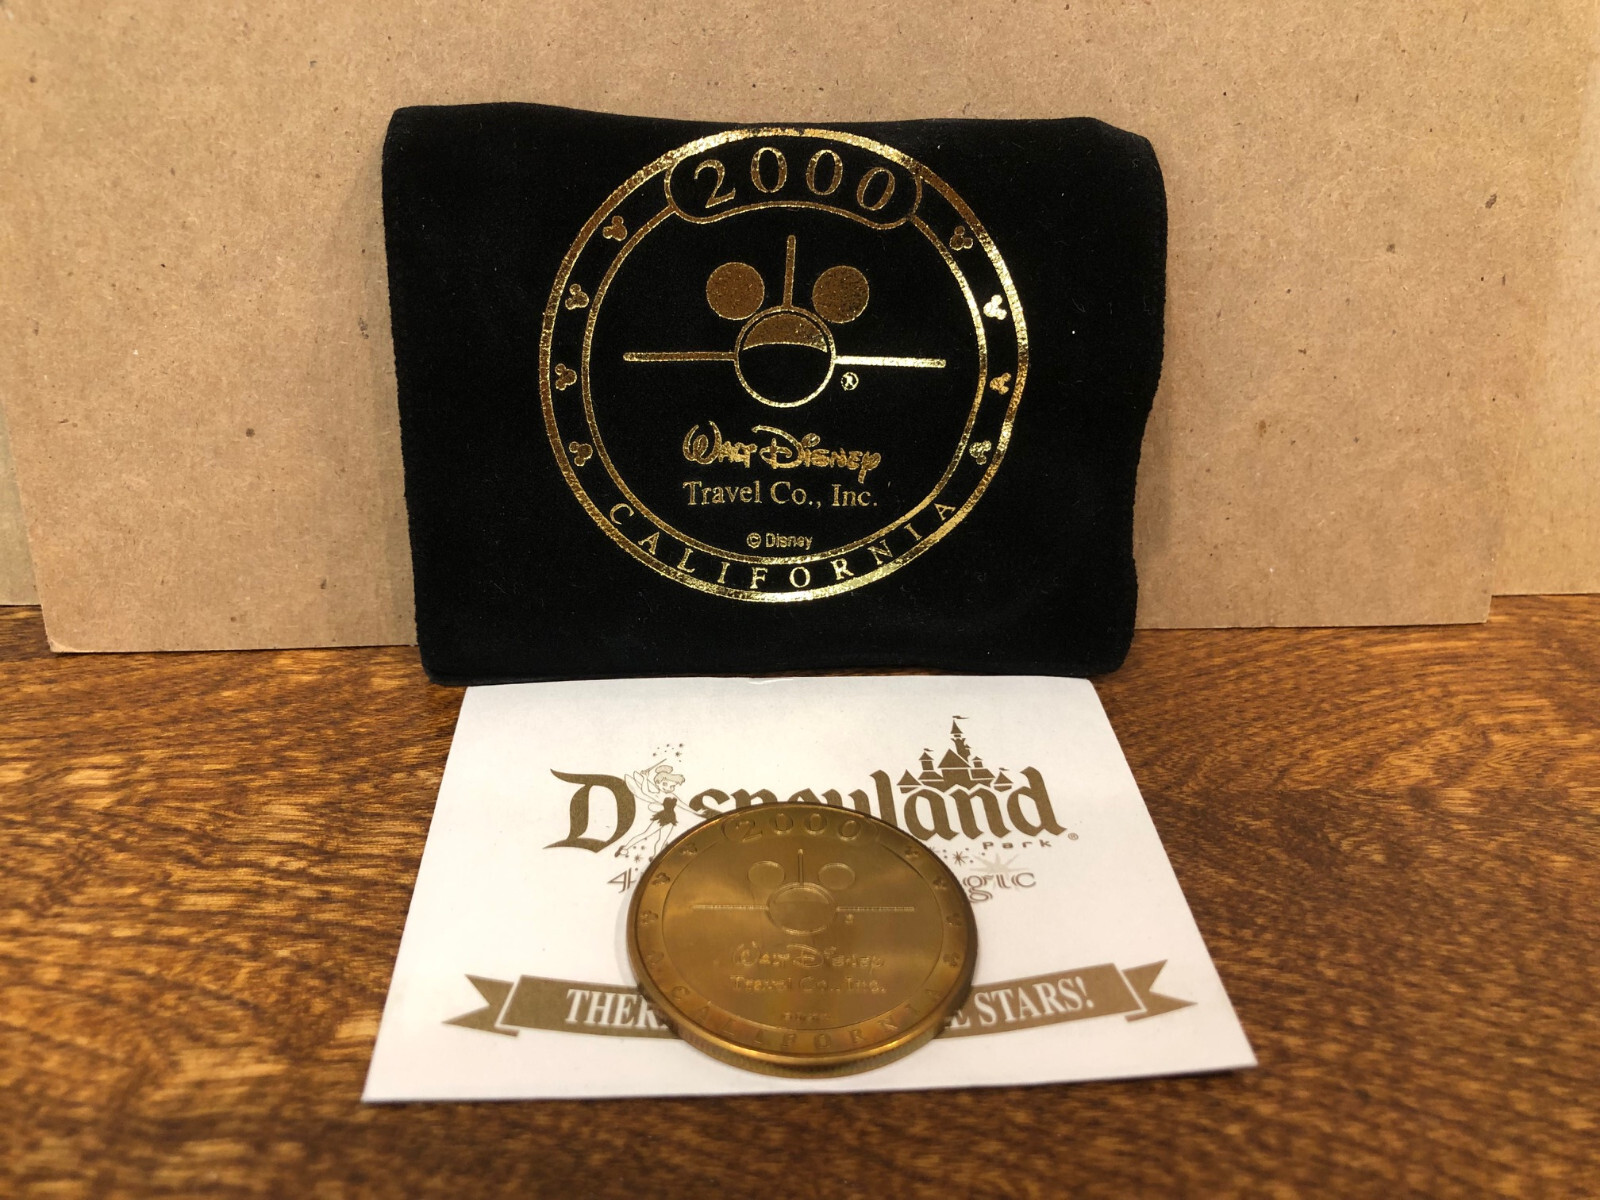 2000
®
WALT DISNEY
Travel Co., Inc.
© Disney
CALIFORNIA
Disneyland
®
Park
2000
WALT DISNEY
Travel Co., Inc.
CALIFORNIA
STARS!